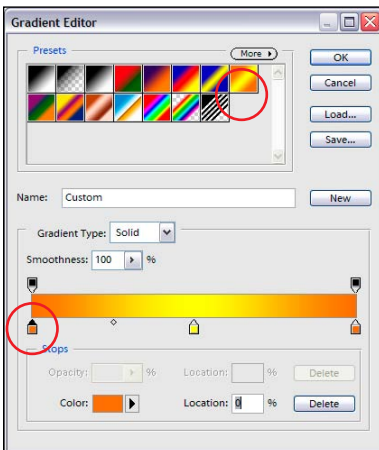 Gradient Editor
Presets
More
OK
Cancel
Load...
Save...
Name: Custom
New
Gradient Type: Solid
Smoothness: 100 %
Stops
Opacity: % Location: % Delete
Color: Location: 0 % Delete